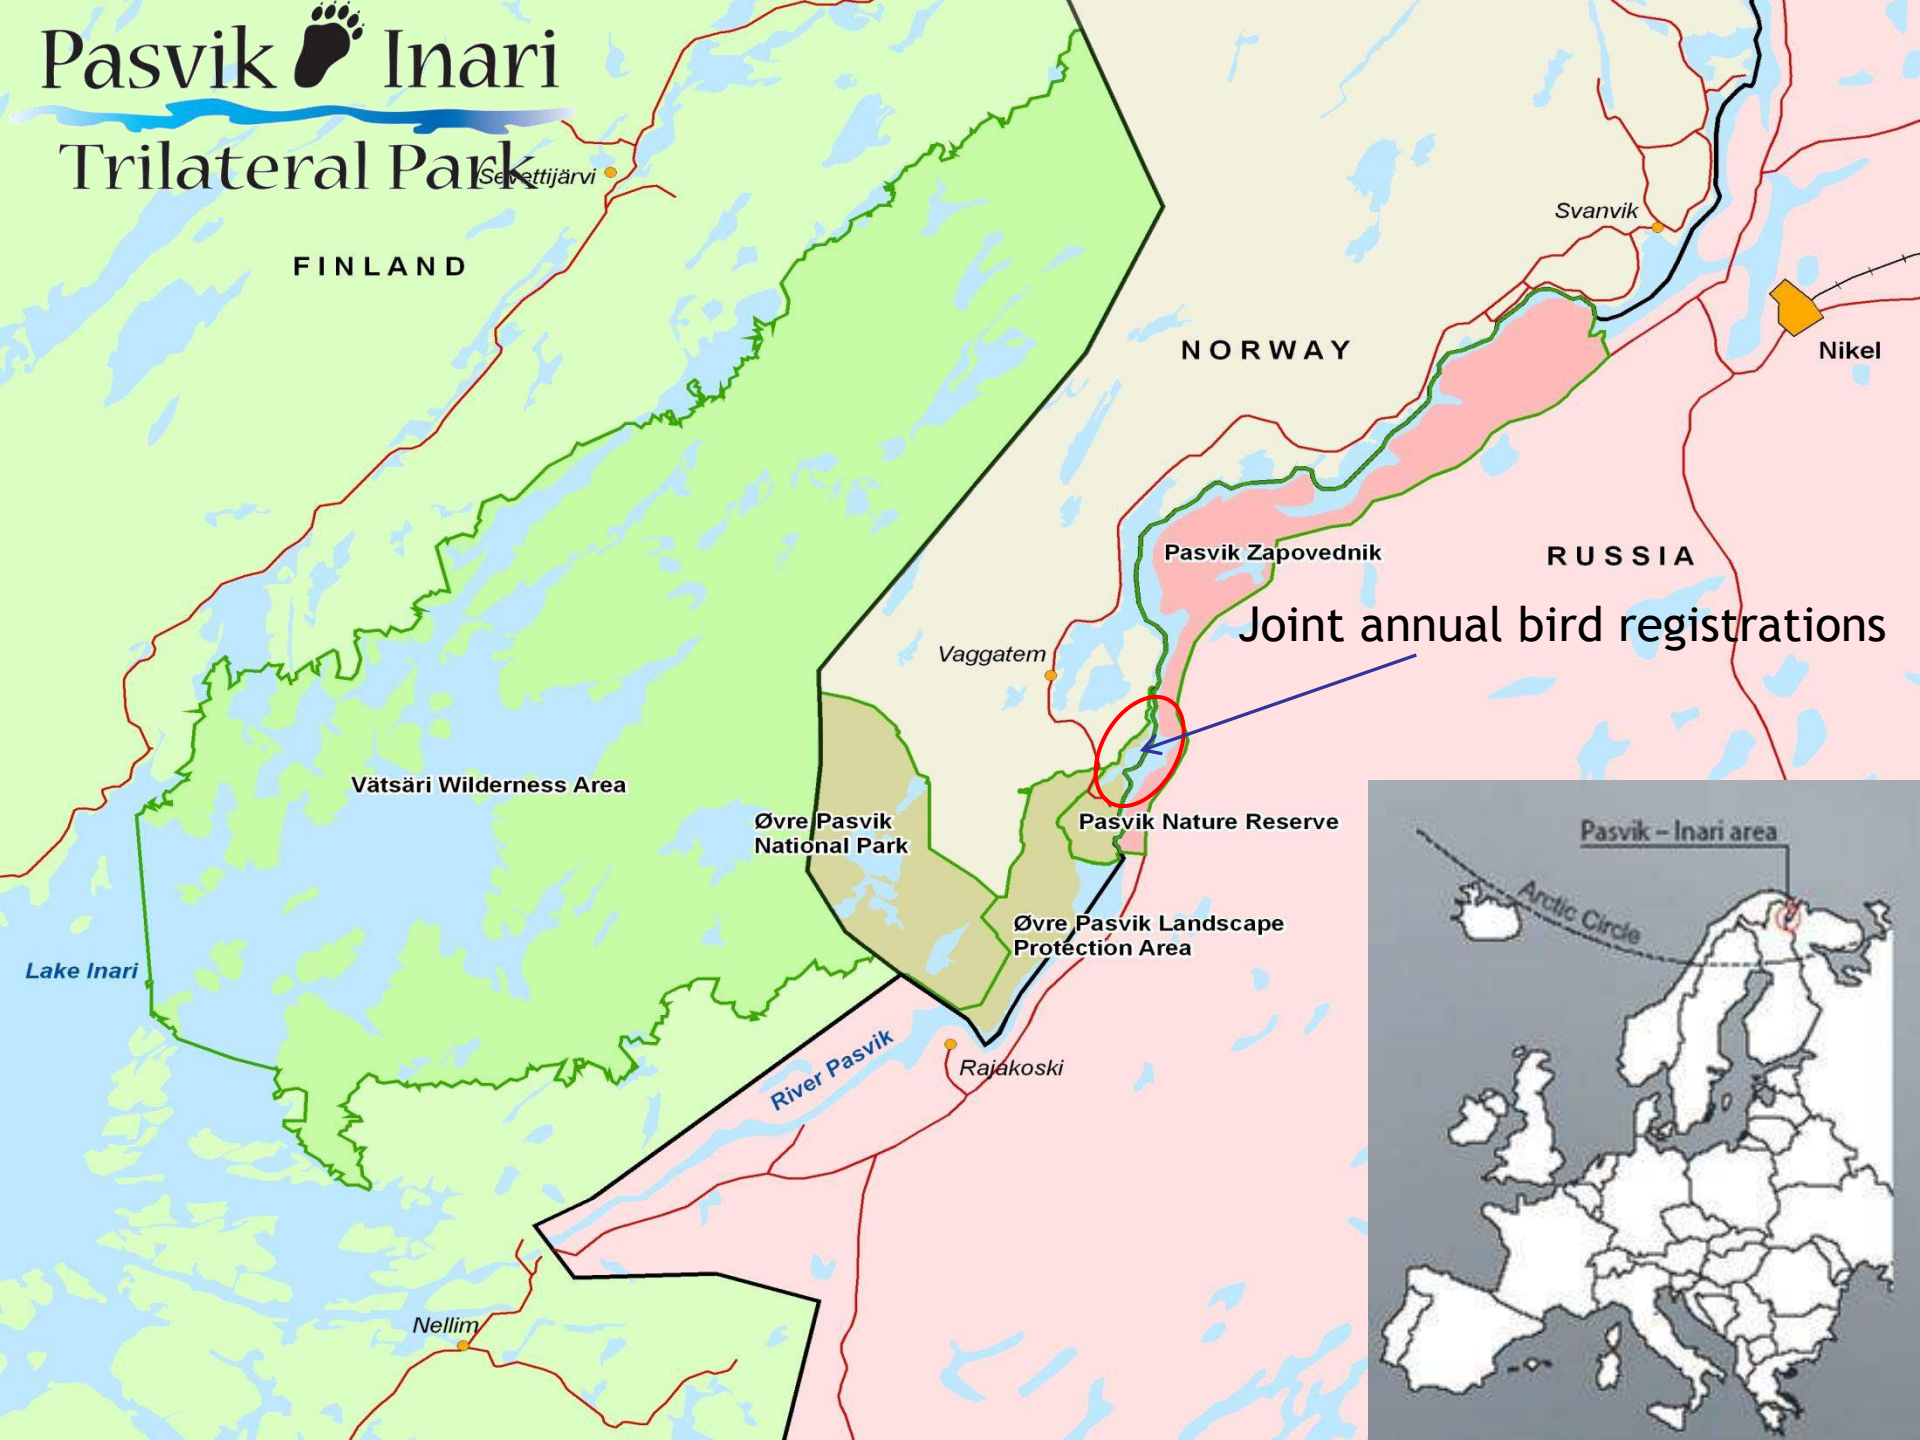 Pasvik Inari
Trilateral Park
Sevettijärvi
FINLAND
Svanvik
NORWAY
Nikel
Pasvik Zapovednik
RUSSIA
Joint annual bird registrations
Vaggatem
Vätsäri Wilderness Area
Øvre Pasvik
National Park
Pasvik Nature Reserve
Øvre Pasvik Landscape
Protection Area
Lake Inari
River Pasvik
Rajakoski
Nellim
Pasvik – Inari area
Arctic Circle